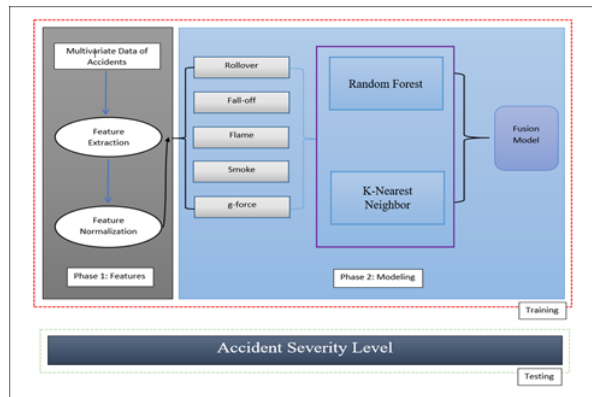 Multivariate Data of
Accidents
Feature
Extraction
Feature
Normalization
Phase 1: Features
Rollover
Fall-off
Flame
Smoke
g-force
Random Forest
K-Nearest
Neighbor
Fusion
Model
Phase 2: Modeling
Training
Accident Severity Level
Testing